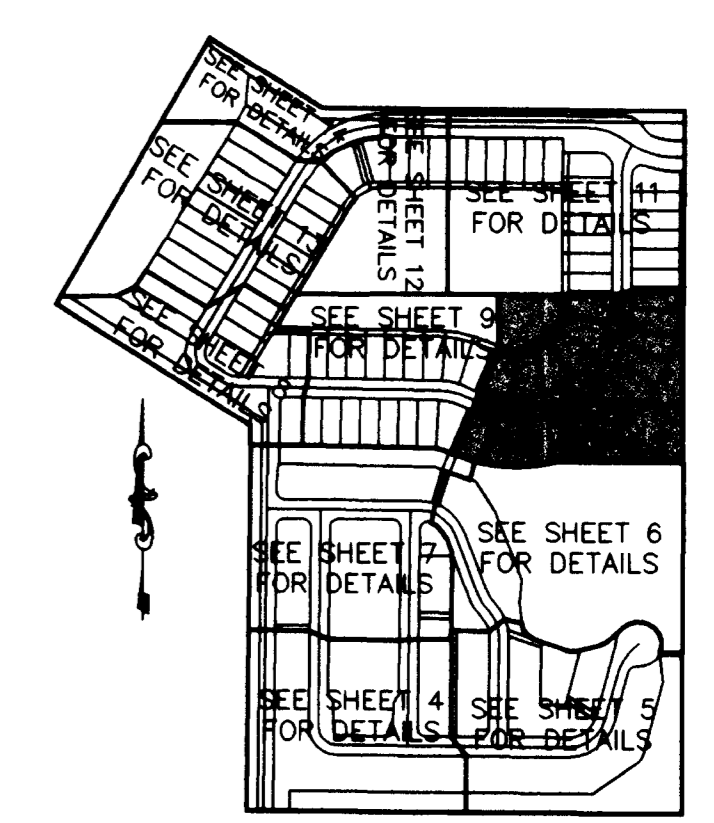 SEE SHEET *
FOR DETAILS
SEE SHEET 13
FOR DETAILS
SEE SHEET 12
FOR DETAILS
SEE SHEET 11
FOR DETAILS
SEE SHEET 9
FOR DETAILS
SEE SHEET 8
FOR DETAILS
SEE SHEET 6
FOR DETAILS
SEE SHEET 7
FOR DETAILS
SEE SHEET 4
FOR DETAILS
SEE SHEET 5
FOR DETAILS